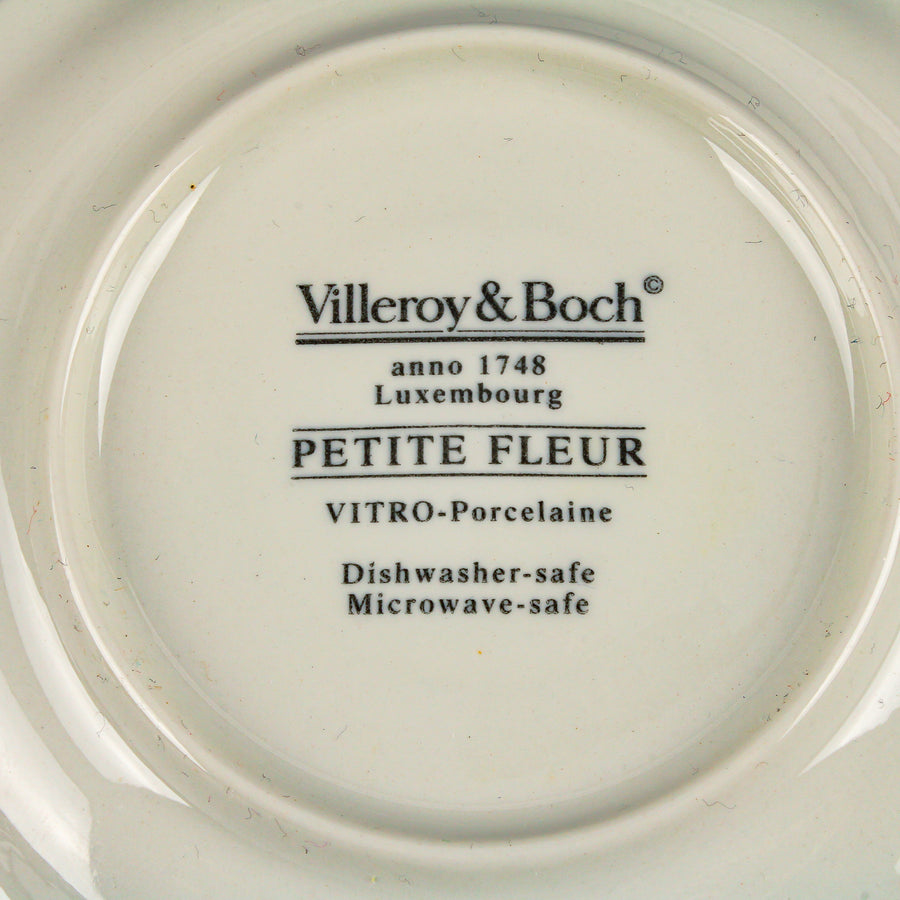 Villeroy & Boch©
anno 1748
Luxembourg
PETITE FLEUR
VITRO-Porcelaine
Dishwasher-safe
Microwave-safe